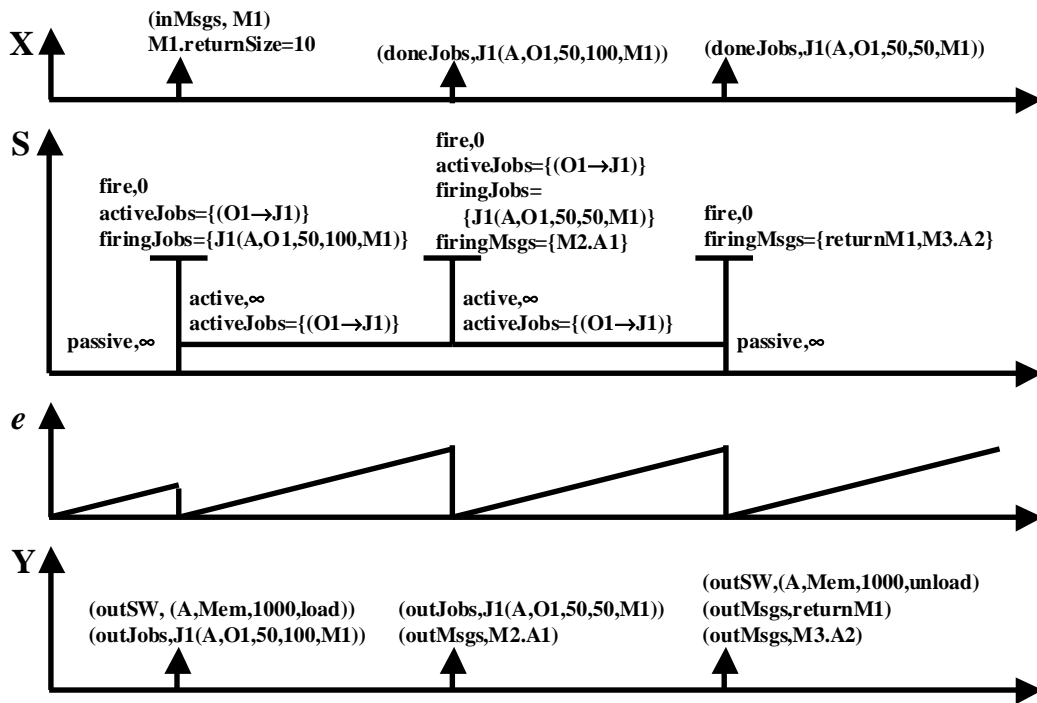 X
(inMsgs, M1)
M1.returnSize=10
(doneJobs,J1(A,O1,50,100,M1))
(doneJobs,J1(A,O1,50,50,M1))
S
fire,0
activeJobs={(O1→J1)}
firingJobs={J1(A,O1,50,100,M1)}
fire,0
activeJobs={(O1→J1)}
firingJobs=
{J1(A,O1,50,50,M1)}
firingMsgs={M2.A1}
fire,0
firingMsgs={returnM1,M3.A2}
passive,∞
active,∞
activeJobs={(O1→J1)}
active,∞
activeJobs={(O1→J1)}
passive,∞
e
Y
(outSW, (A,Mem,1000,load))
(outJobs,J1(A,O1,50,100,M1))
(outJobs,J1(A,O1,50,50,M1))
(outMsgs,M2.A1)
(outSW,(A,Mem,1000,unload)
(outMsgs,returnM1)
(outMsgs,M3.A2)